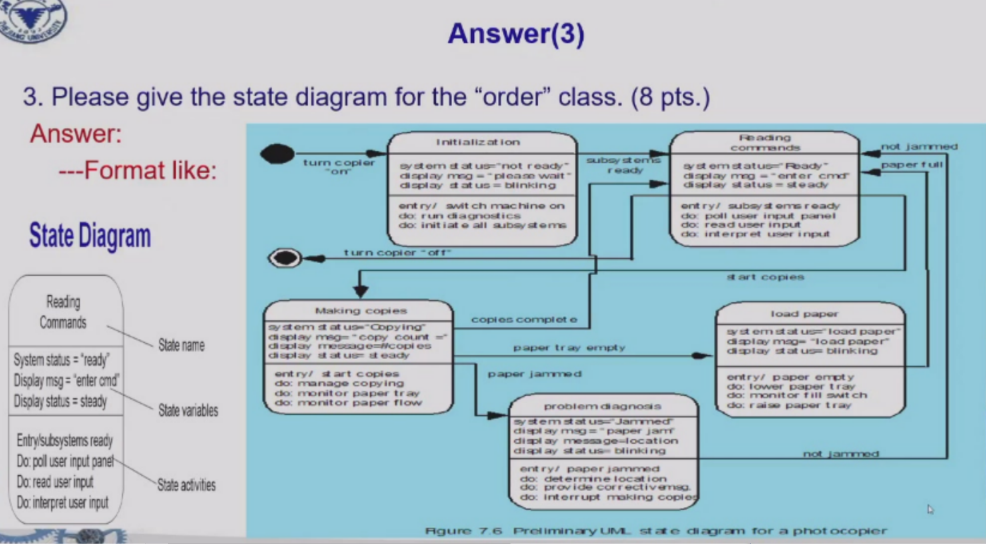 Answer(3)
3. Please give the state diagram for the “order” class. (8 pts.)
Answer:
---Format like:
State Diagram
Reading
Commands
System status = "ready"
Display msg = "enter cmd"
Display status = steady
Entry/subsystems ready
Do: poll user input panel
Do: read user input
Do: interpret user input
State name
State variables
State activities
turn copier
"on"
Initialization
system status="not ready"
display msg = "please wait"
display status = blinking
entry/ switch machine on
do: run diagnostics
do: initiate all subsystems
subsystems
ready
Reading
commands
system status="Ready"
display msg = "enter cmd"
display status = steady
entry/ subsystems ready
do: poll user input panel
do: read user input
do: interpret user input
not jammed
paper full
turn copier "off"
start copies
Making copies
system status="Copying"
display msg= "copy count ="
display message=#copies
display status= steady
entry/ start copies
do: manage copying
do: monitor paper tray
do: monitor paper flow
copies complete
paper tray empty
paper jammed
load paper
system status="load paper"
display msg= "load paper"
display status= blinking
entry/ paper empty
do: lower paper tray
do: monitor fill switch
do: raise paper tray
problem diagnosis
system status="Jammed"
display msg = "paper jam"
display message=location
display status= blinking
entry/ paper jammed
do: determine location
do: provide corrective msg.
do: interrupt making copies
not jammed
Figure 7.6 Preliminary UML state diagram for a photocopier